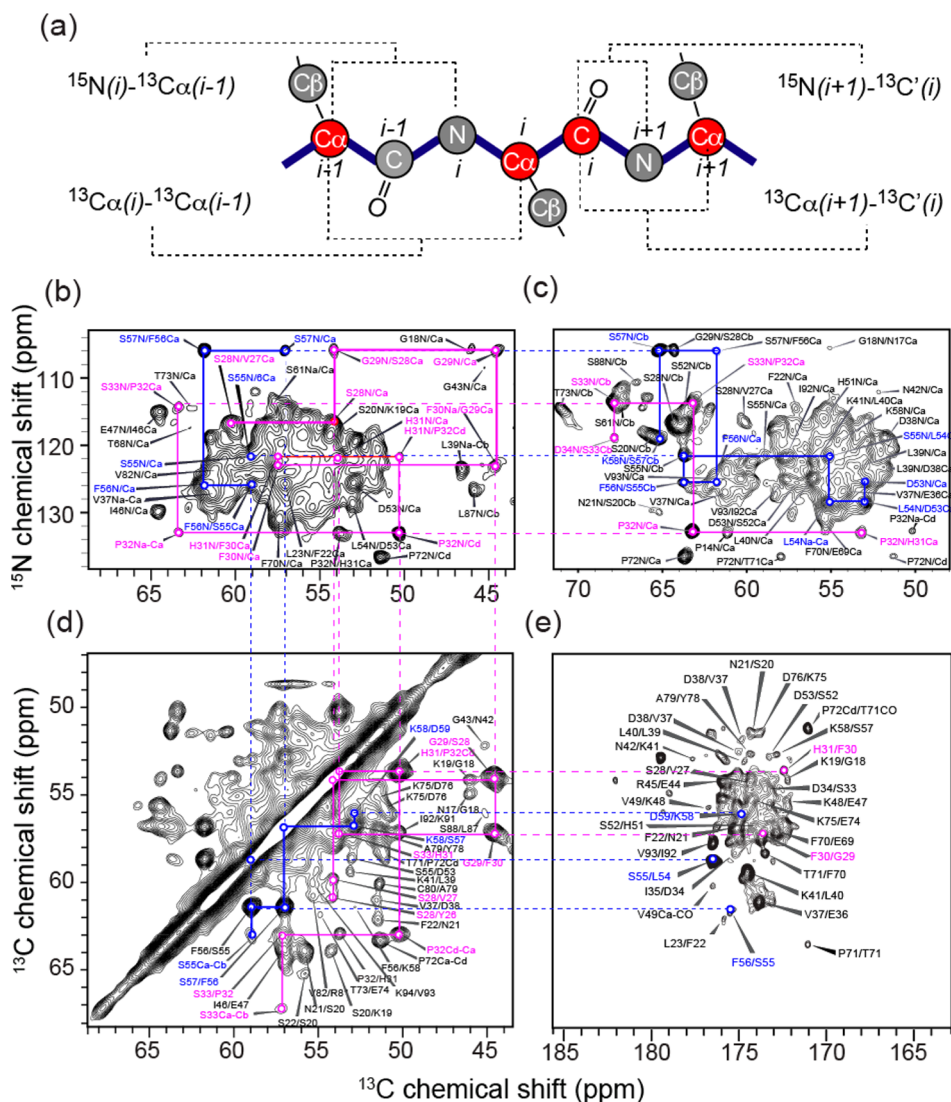 (a)
15N(i)-13Cα(i-1)
15N(i+1)-13C'(i)
13Cα(i)-13Cα(i-1)
13Cα(i+1)-13C'(i)
Cβ
Cα
i-1
O
C
i-1
N
i
i
Cα
Cβ
O
C
i
i+1
N
Cβ
Cα
i+1
(b)
15N chemical shift (ppm)
110
120
130
65
60
55
50
45
S57N/F56Ca
S57N/Ca
G18N/Ca
S28N/V27Ca
G29N/S28Ca
G29N/Ca
S33N/P32Ca
T73N/Ca
S55N/6Ca
S61Na/Ca
G43N/Ca
S28N/Ca
S20N/K19Ca
F30Na/G29Ca
H31N/Ca
H31N/P32Cd
E47N/I46Ca
T68N/Ca
L39Na-Cb
S55N/Ca
V82N/Ca
F56N/Ca
V37Na-Ca
I46N/Ca
L87N/Cb
D53N/Ca
F56N/S55Ca
P32Na-Ca
H31N/F30Ca
F30N/Ca
F70N/Ca
L23N/F22Ca
P32N/H31Ca
L54N/D53Ca
P72N/Cd
P32N/Cd
(c)
70
65
60
55
50
S57N/Cb
G29N/S28Cb
S57N/F56Ca
G18N/N17Ca
S88N/Cb
S52N/Cb
S33N/P32Ca
S33N/Cb
S28N/Cb
F22N/Ca
H51N/Ca
T73N/Cb
S28N/V27Ca
I92N/Ca
K41N/L40Ca
N42N/Ca
S55N/Ca
K58N/Ca
S61N/Cb
D38N/Ca
D34N/S33Cb
S20N/Cb
F56N/Ca
S55N/L54C
K58N/S57Cb
L39N/Ca
S55N/Cb
V93N/Ca
L39N/D38Ca
F56N/S55Cb
D53N/Ca
V37N/E36C
N21N/S20Cb
V37N/Ca
V93/I92Ca
L54N/D53C
D53N/S52Ca
P32Na-Cd
P32N/Ca
L40N/Ca
L54Na-Ca
P32N/H31Ca
P14N/Ca
F70N/E69Ca
P72N/Ca
P72N/T71Ca
P72N/Cd
(d)
13C chemical shift (ppm)
50
55
60
65
65
60
55
50
45
K58/D59
G43/N42
G29/S28
H31/P32Cd
K19/G18
K75/D76
K75/D76
N17/G18
I92/K91
S88/L87
K58/S57
A79/Y78
S33/H31
G29/F30
T71/P72Cd
S55/D53
K41/L39
C80/A79
S28/V27
V37/D38
S28/Y26
F22/N21
P32Cd-Ca
F56/S55
P72Ca-Cd
S55Ca-Cb
F56/K58
S57/F56
P32/H31
S33/P32
K94/V93
I46/E47
V82/R81
T73/E74
S33Ca-Cb
N21/S20
S20/K19
S22/S20
(e)
180
175
170
165
N21/S20
D38/V37
D76/K75
A79/Y78
D53/S52
D38/V37
P72Cd/T71CO
L40/L39
K58/S57
N42/K41
H31/F30
S28/V27
K19/G18
R45/E44
D34/S33
V49/K48
K48/E47
D59/K58
K75/E74
S52/H51
F22/N21
F70/E69
V93/I92
F30/G29
S55/L54
T71/F70
I35/D34
K41/L40
V49Ca-CO
V37/E36
L23/F22
P71/T71
F56/S55
13C chemical shift (ppm)